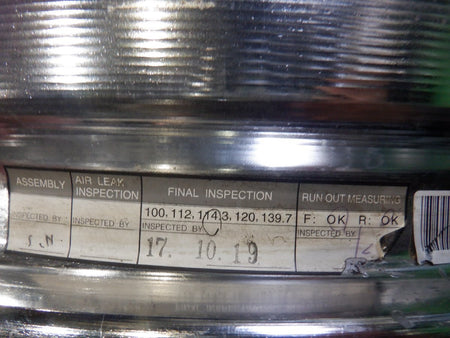 ASSEMBLY
AIR LEAK INSPECTION
FINAL INSPECTION
RUN OUT MEASURING
100. 112. 114.3. 120. 139.7
F: OK R: OK
INSPECTED BY
INSPECTED BY
INSPECTED BY
INSPECTED BY
17. 10. 19